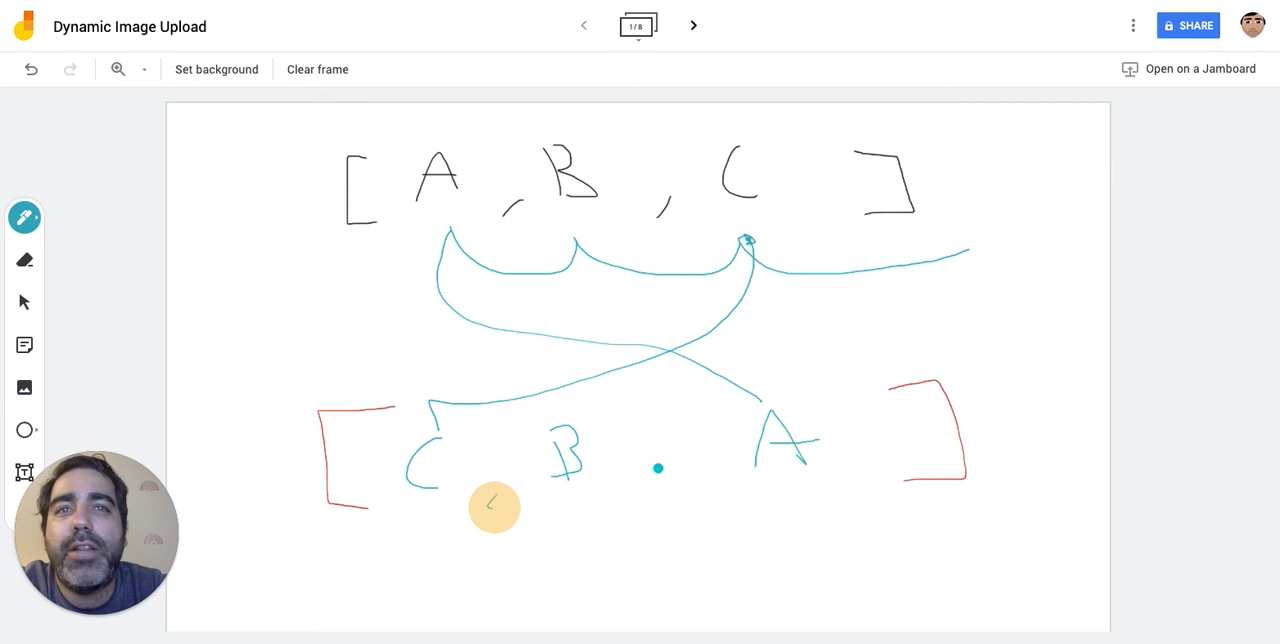 Dynamic Image Upload
1/8
SHARE
Set background
Clear frame
Open on a Jamboard
[ A , B , C ]
[ C B A ]